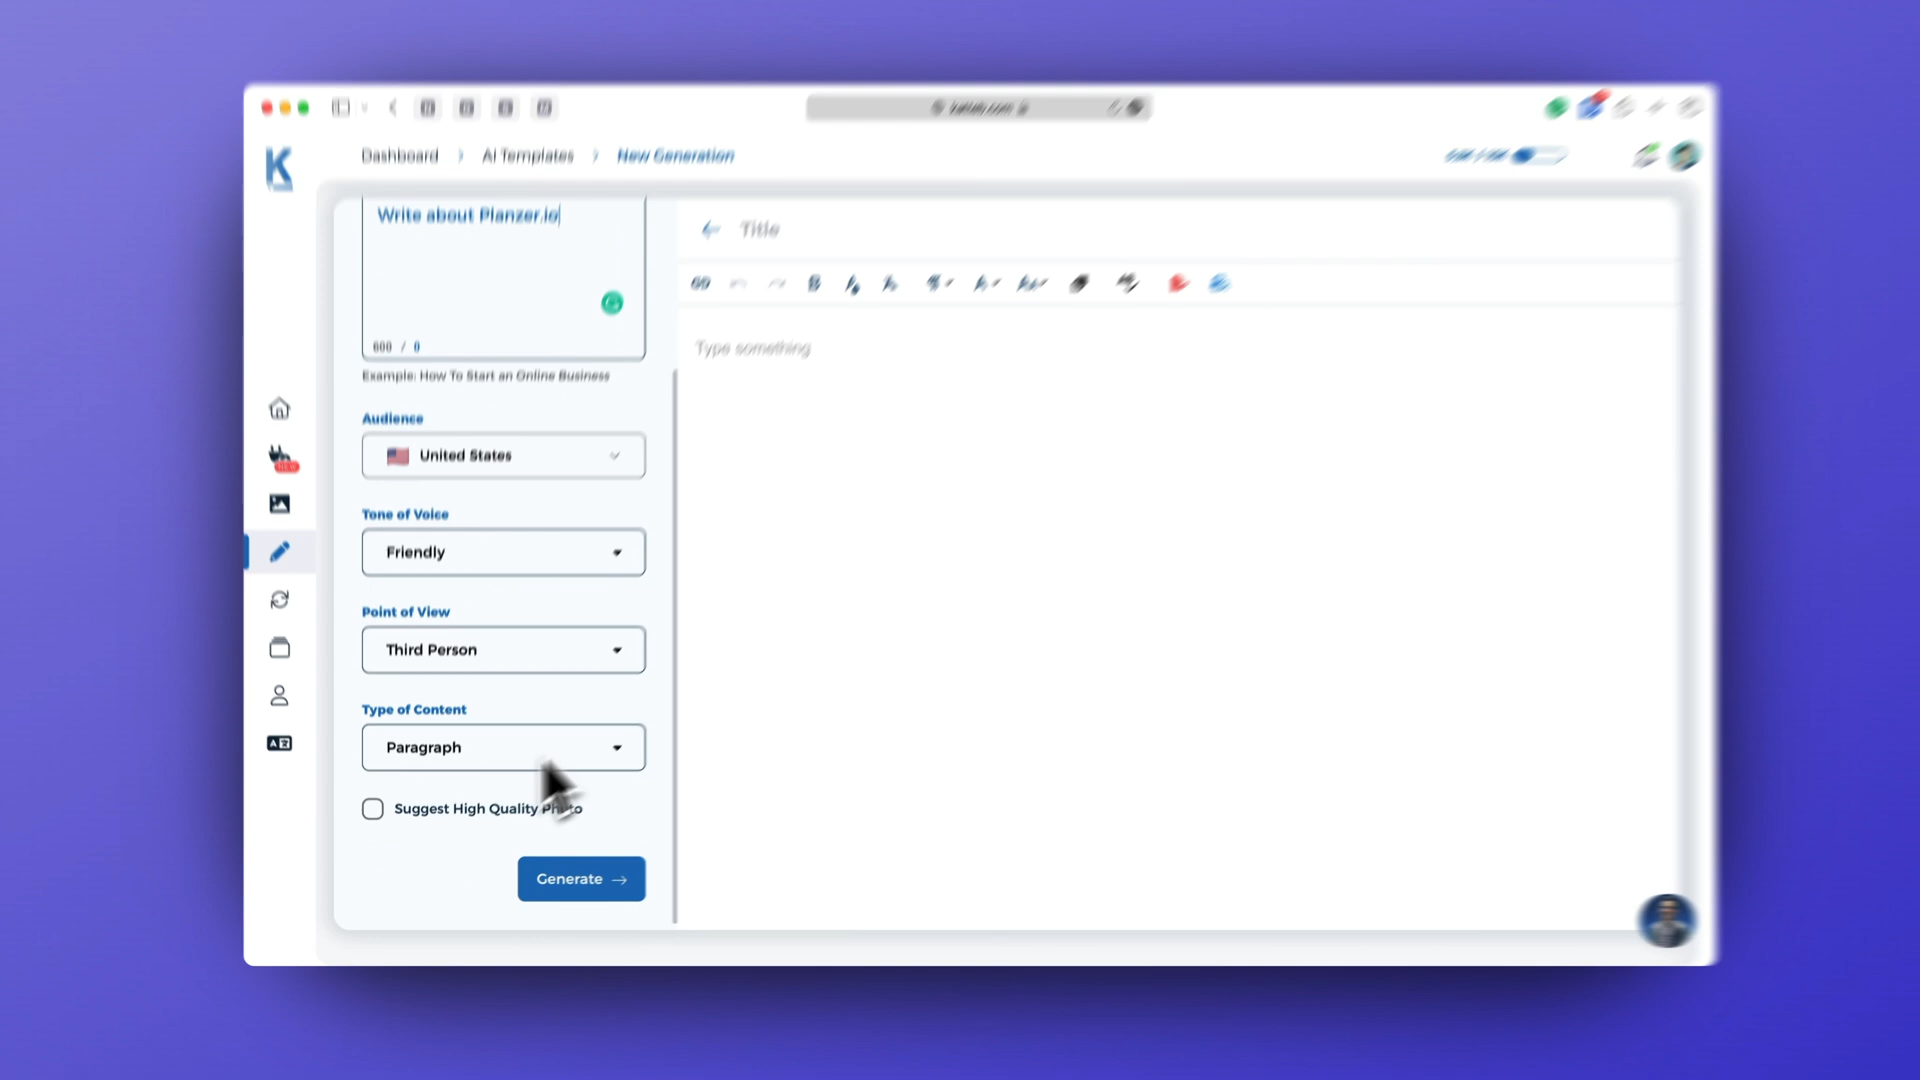 Dashboard > AI Templates > New Generation
Write about Planzer.io
600 / 0
Example: How To Start an Online Business
Audience
United States
Tone of Voice
Friendly
Point of View
Third Person
Type of Content
Paragraph
Suggest High Quality Photo
Generate →
Title
Type something